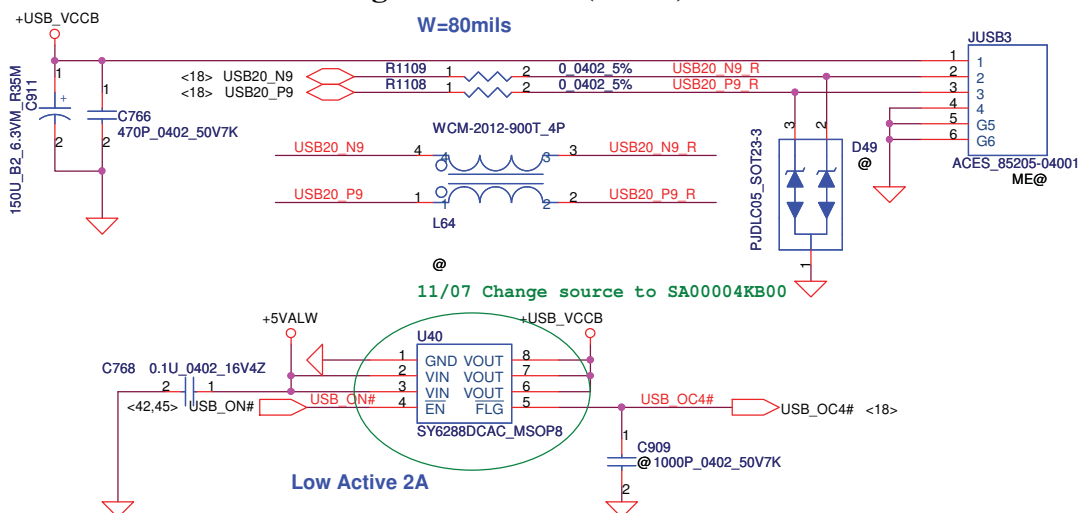 +USB_VCCB
W=80mils
JUSB3
<18> USB20_N9 R1109 1 2 0_0402_5% USB20_N9_R
<18> USB20_P9 R1108 1 2 0_0402_5% USB20_P9_R
1 1
2 2
3 3
4 4
5 G5
6 G6
ACES_85205-04001
ME@
C911
150U_B2_6.3VM_R35M
1
+
2
1
C766
470P_0402_50V7K
2
WCM-2012-900T_4P
USB20_N9 4 4 3 3 USB20_N9_R
USB20_P9 1 1 2 2 USB20_P9_R
L64
@
3 2
D49
@
PJDLC05_SOT23-3
1
11/07 Change source to SA00004KB00
+5VALW
+USB_VCCB
U40
C768 0.1U_0402_16V4Z
2 1
1 GND VOUT 8
2 VIN VOUT 7
3 VIN VOUT 6
4 EN FLG 5
SY6288DCAC_MSOP8
<42,45> USB_ON# USB_ON#
USB_OC4# USB_OC4# <18>
1
C909
@ 1000P_0402_50V7K
2
Low Active 2A